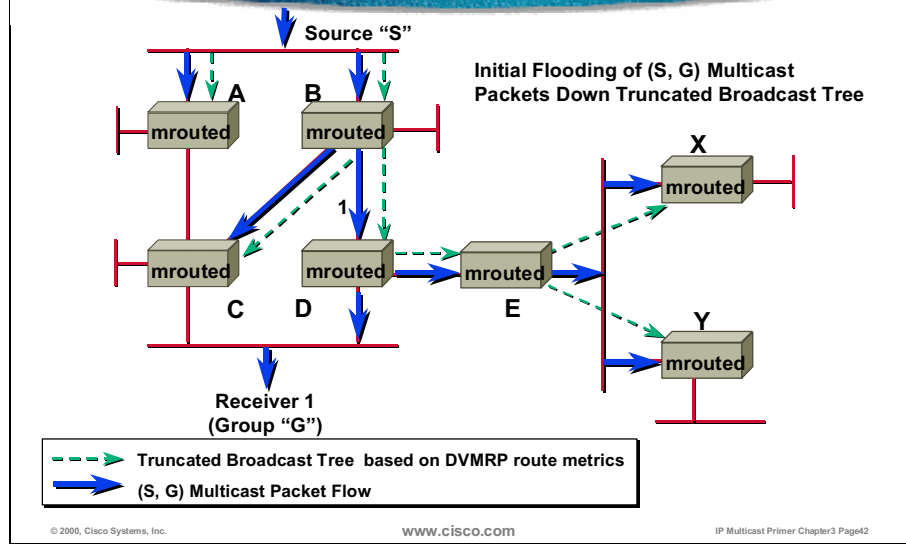 Source “S”
Initial Flooding of (S, G) Multicast
Packets Down Truncated Broadcast Tree
A
B
mrouted
mrouted
X
mrouted
1
mrouted
mrouted
mrouted
C
D
E
Y
mrouted
Receiver 1
(Group “G”)
Truncated Broadcast Tree based on DVMRP route metrics
(S, G) Multicast Packet Flow
© 2000, Cisco Systems, Inc.
www.cisco.com
IP Multicast Primer Chapter3 Page42